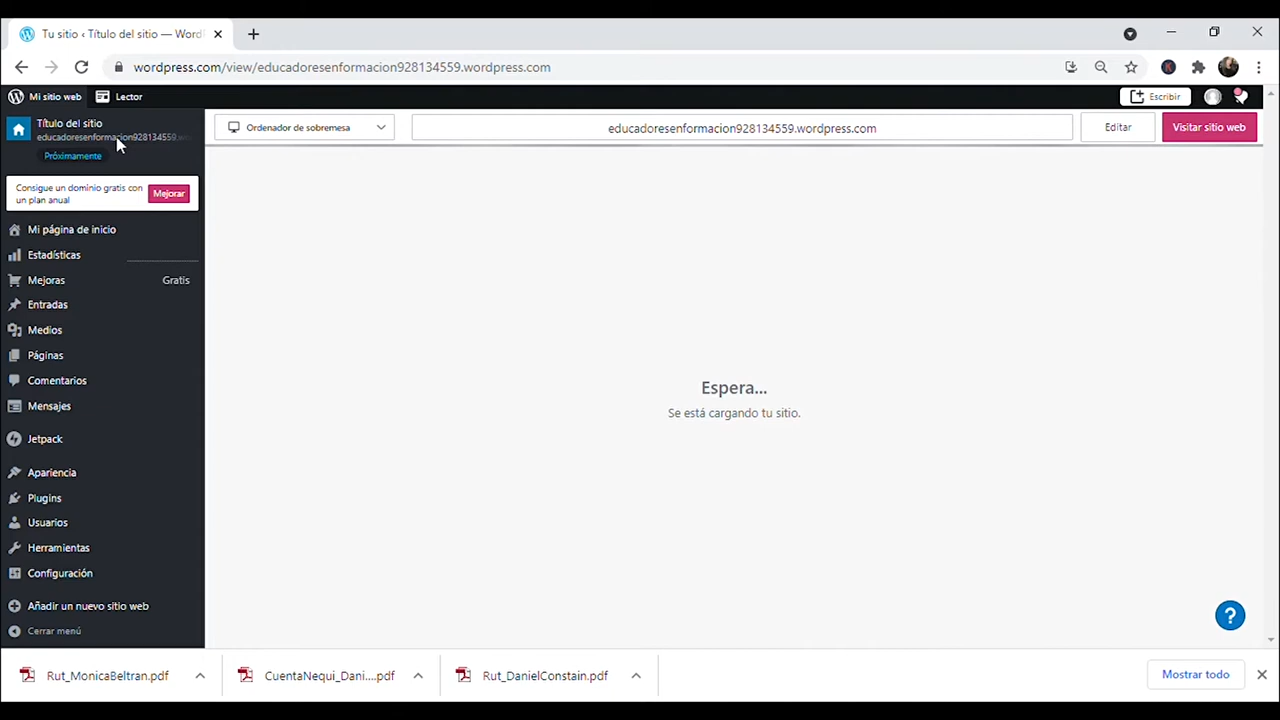 Tu sitio ‹ Título del sitio — Word
wordpress.com/view/educadoresenformacion928134559.wordpress.com
Mi sitio web
Lector
Escribir
Título del sitio
educadoresenformacion928134559.w
Próximamente
Ordenador de sobremesa
educadoresenformacion928134559.wordpress.com
Editar
Visitar sitio web
Consigue un dominio gratis con
un plan anual
Mejorar
Mi página de inicio
Estadísticas
Mejoras
Gratis
Entradas
Medios
Páginas
Comentarios
Mensajes
Jetpack
Apariencia
Plugins
Usuarios
Herramientas
Configuración
Añadir un nuevo sitio web
Cerrar menú
Espera...
Se está cargando tu sitio.
?
Rut_MonicaBeltran.pdf
CuentaNequi_Dani....pdf
Rut_DanielConstain.pdf
Mostrar todo